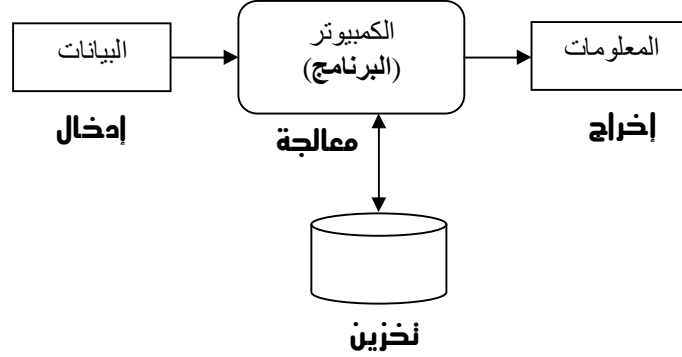 البيانات
الكمبيوتر
(البرنامج)
المعلومات
إدخال
معالجة
إخراج
تخزين